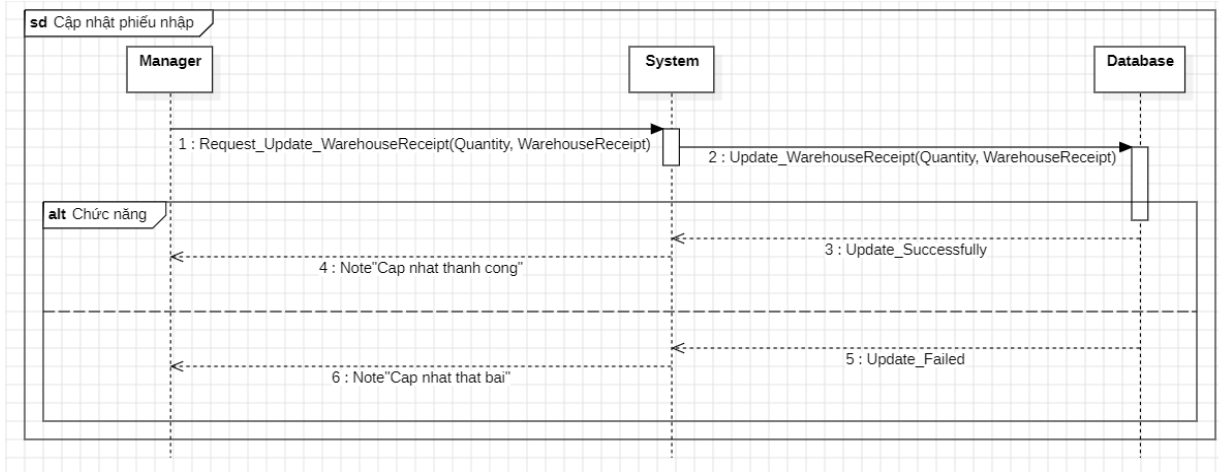 sd Cập nhật phiếu nhập
Manager
System
Database
1 : Request_Update_WarehouseReceipt(Quantity, WarehouseReceipt)
2 : Update_WarehouseReceipt(Quantity, WarehouseReceipt)
alt Chức năng
3 : Update_Successfully
4 : Note"Cap nhat thanh cong"
5 : Update_Failed
6 : Note"Cap nhat that bai"